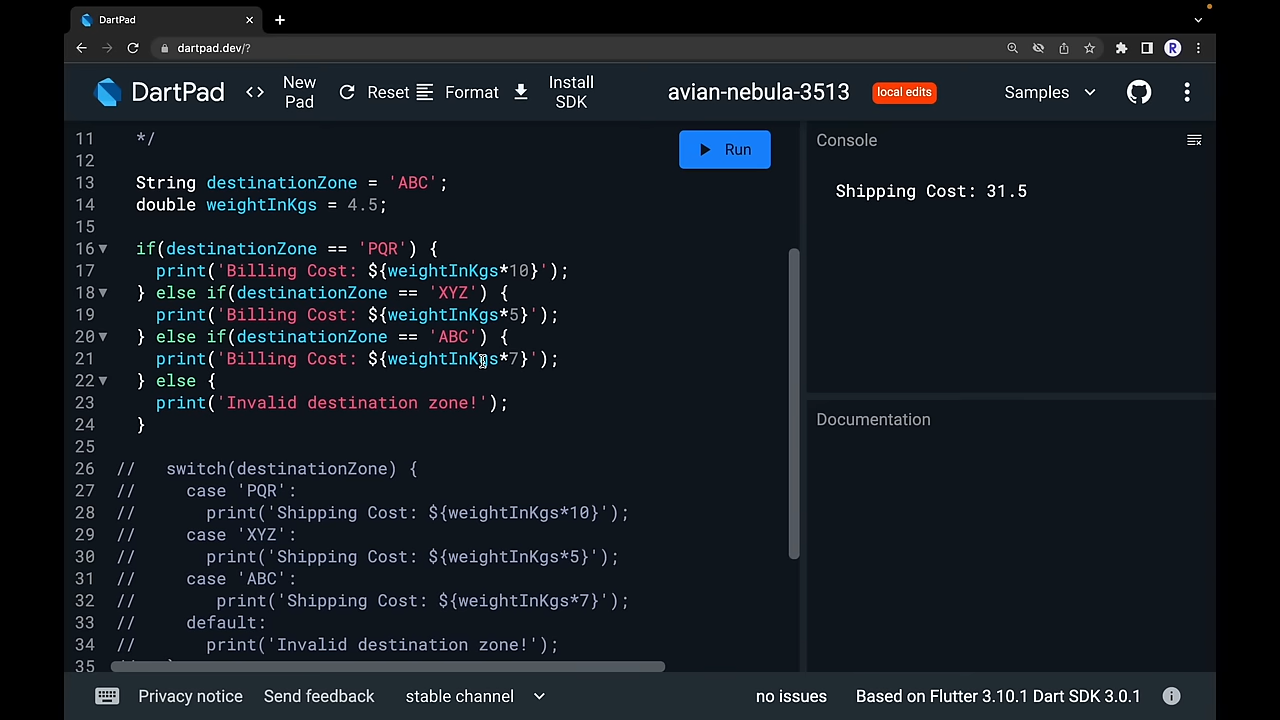 DartPad
dartpad.dev/?
R
DartPad
New Pad
Reset
Format
Install SDK
avian-nebula-3513
local edits
Samples
Run
11 */
12
13 String destinationZone = 'ABC';
14 double weightInKgs = 4.5;
15
16 if(destinationZone == 'PQR') {
17 print('Billing Cost: ${weightInKgs*10}');
18 } else if(destinationZone == 'XYZ') {
19 print('Billing Cost: ${weightInKgs*5}');
20 } else if(destinationZone == 'ABC') {
21 print('Billing Cost: ${weightInKgs*7}');
22 } else {
23 print('Invalid destination zone!');
24 }
25
26 // switch(destinationZone) {
27 // case 'PQR':
28 // print('Shipping Cost: ${weightInKgs*10}');
29 // case 'XYZ':
30 // print('Shipping Cost: ${weightInKgs*5}');
31 // case 'ABC':
32 // print('Shipping Cost: ${weightInKgs*7}');
33 // default:
34 // print('Invalid destination zone!');
35
Console
Shipping Cost: 31.5
Documentation
Privacy notice
Send feedback
stable channel
no issues
Based on Flutter 3.10.1 Dart SDK 3.0.1